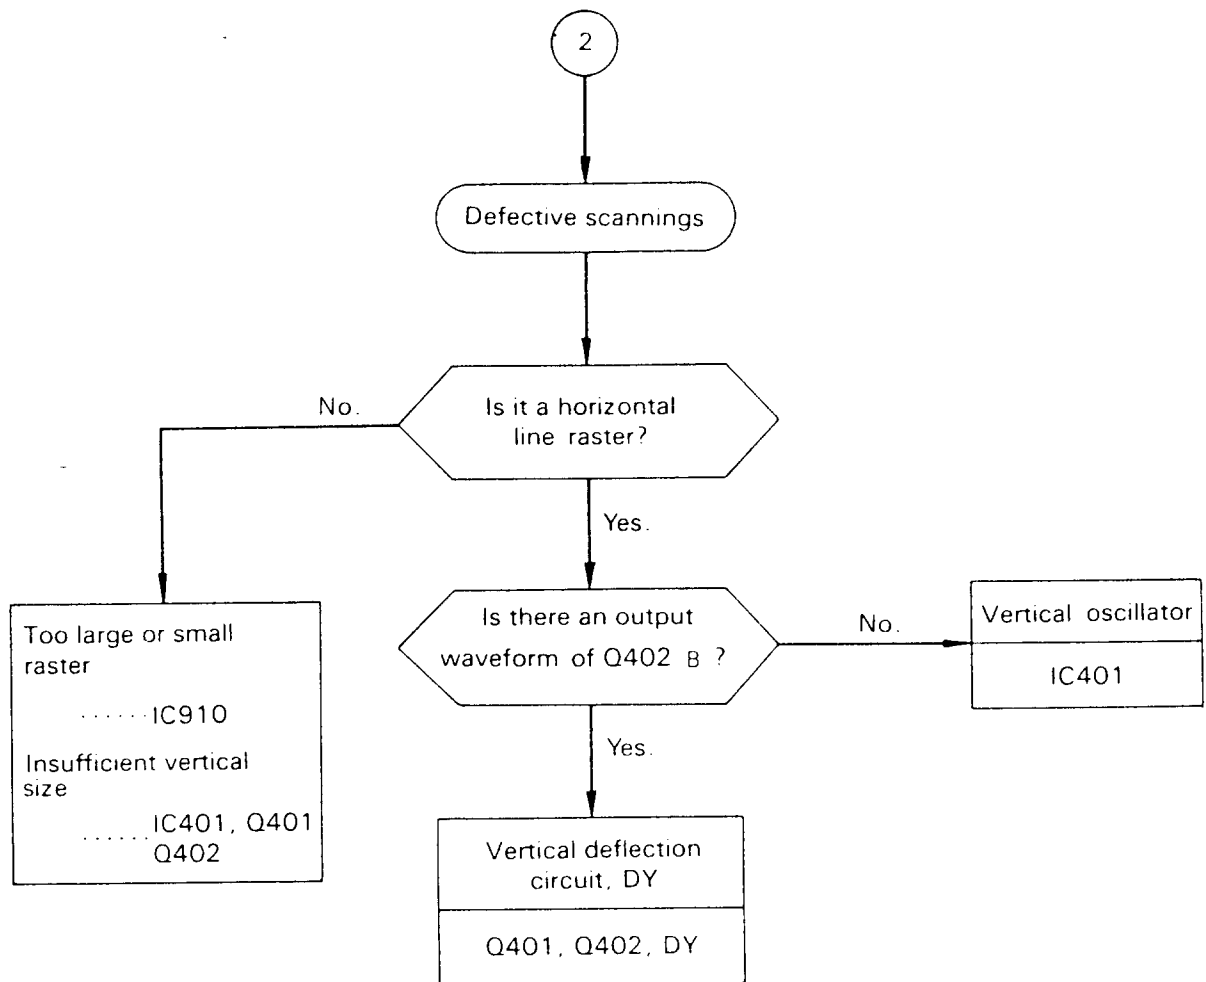 2
Defective scannings
Is it a horizontal
line raster?
No.
Yes.
Too large or small
raster
......IC910
Insufficient vertical
size
......IC401, Q401
Q402
Is there an output
waveform of Q402 B ?
No.
Vertical oscillator
IC401
Yes.
Vertical deflection
circuit, DY
Q401, Q402, DY